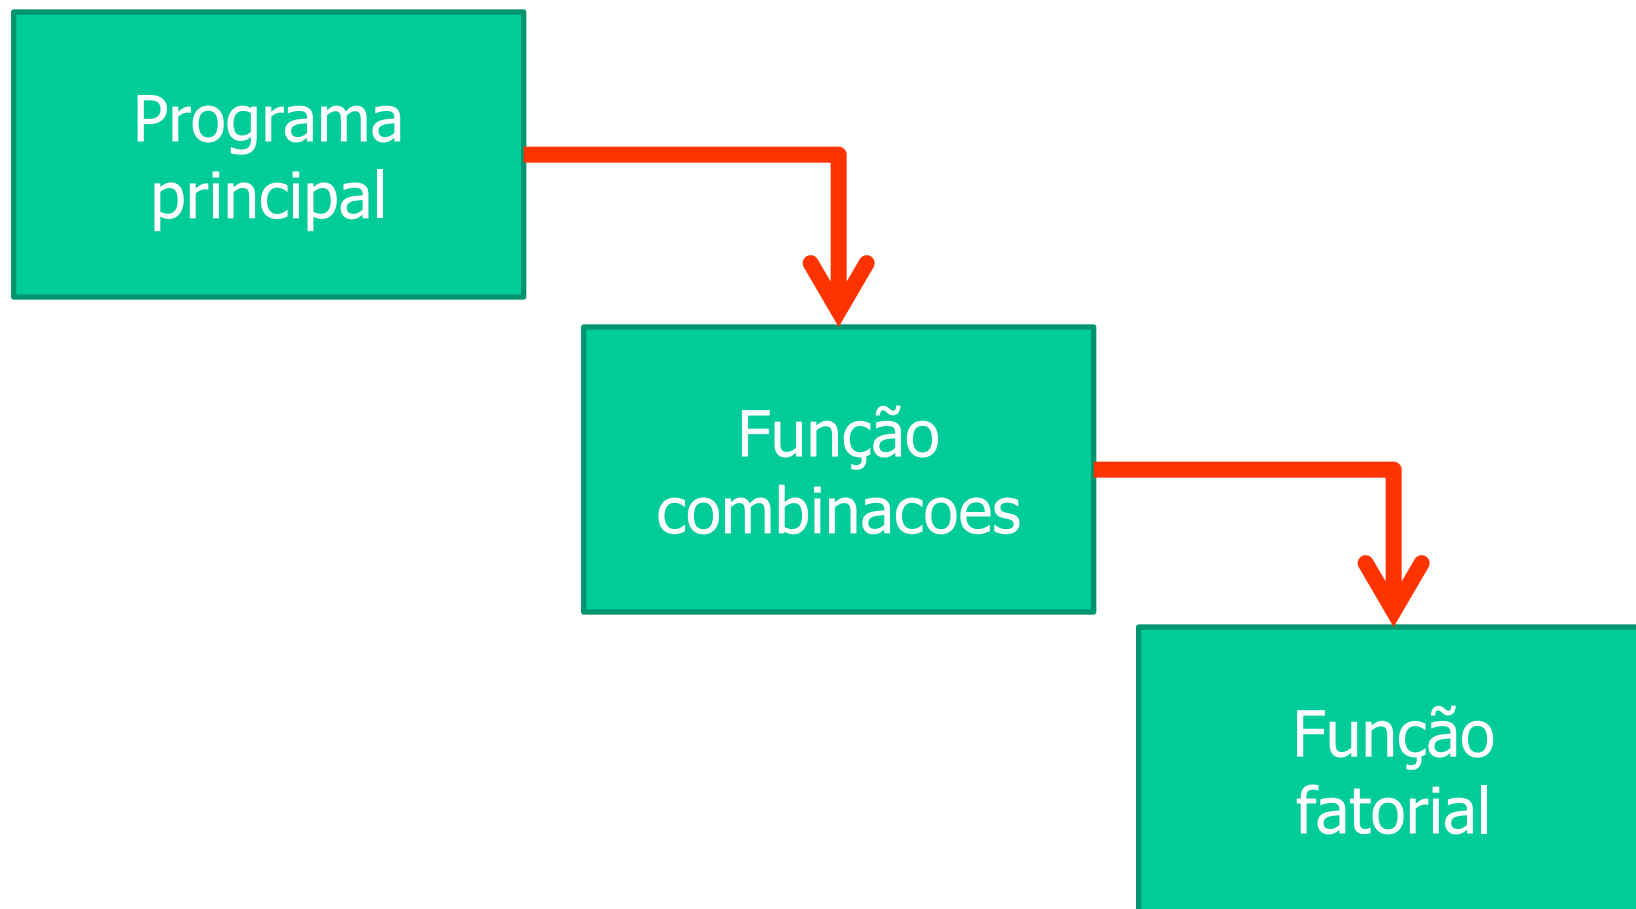 Programa
principal
Função
combinacoes
Função
fatorial